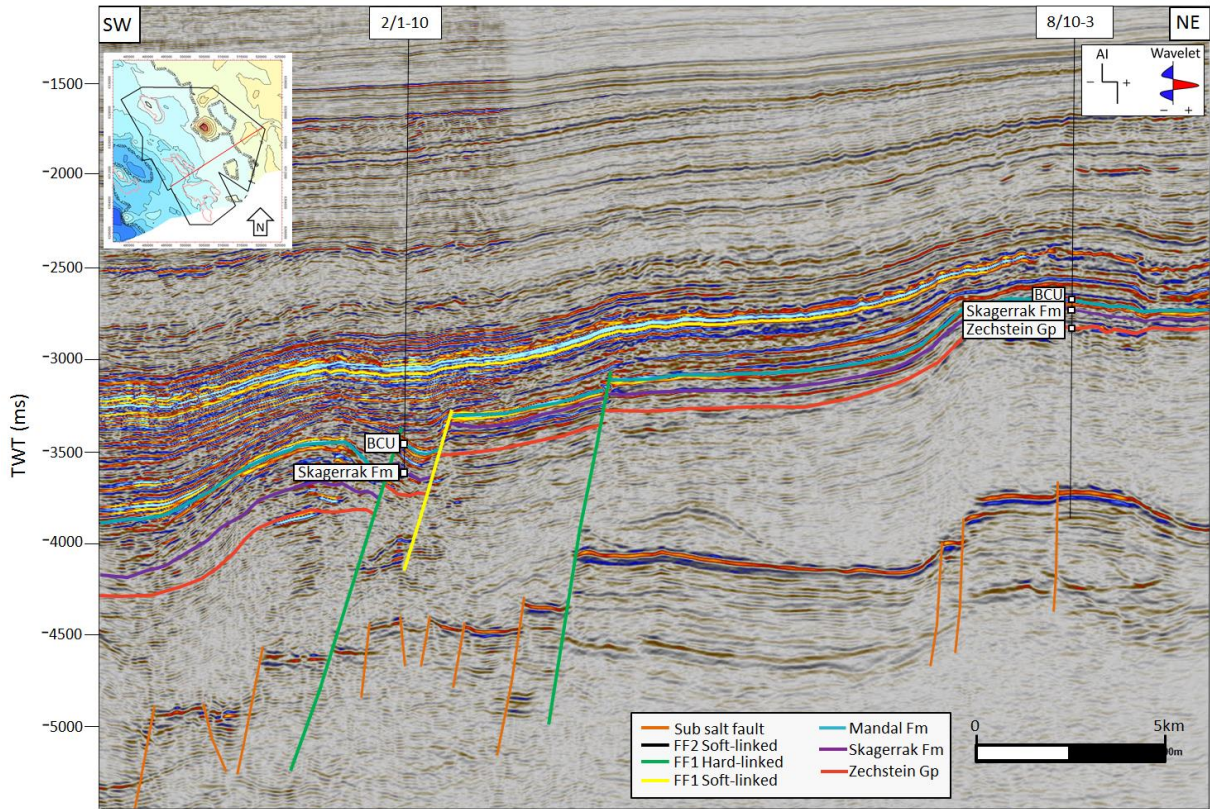 SW
2/1-10
8/10-3
NE
AI
Wavelet
− +
− +
N
-1500
-2000
-2500
-3000
-3500
-4000
-4500
-5000
TWT (ms)
BCU
Skagerrak Fm
Zechstein Gp
BCU
Skagerrak Fm
Sub salt fault
FF2 Soft-linked
FF1 Hard-linked
FF1 Soft-linked
Mandal Fm
Skagerrak Fm
Zechstein Gp
0 5km